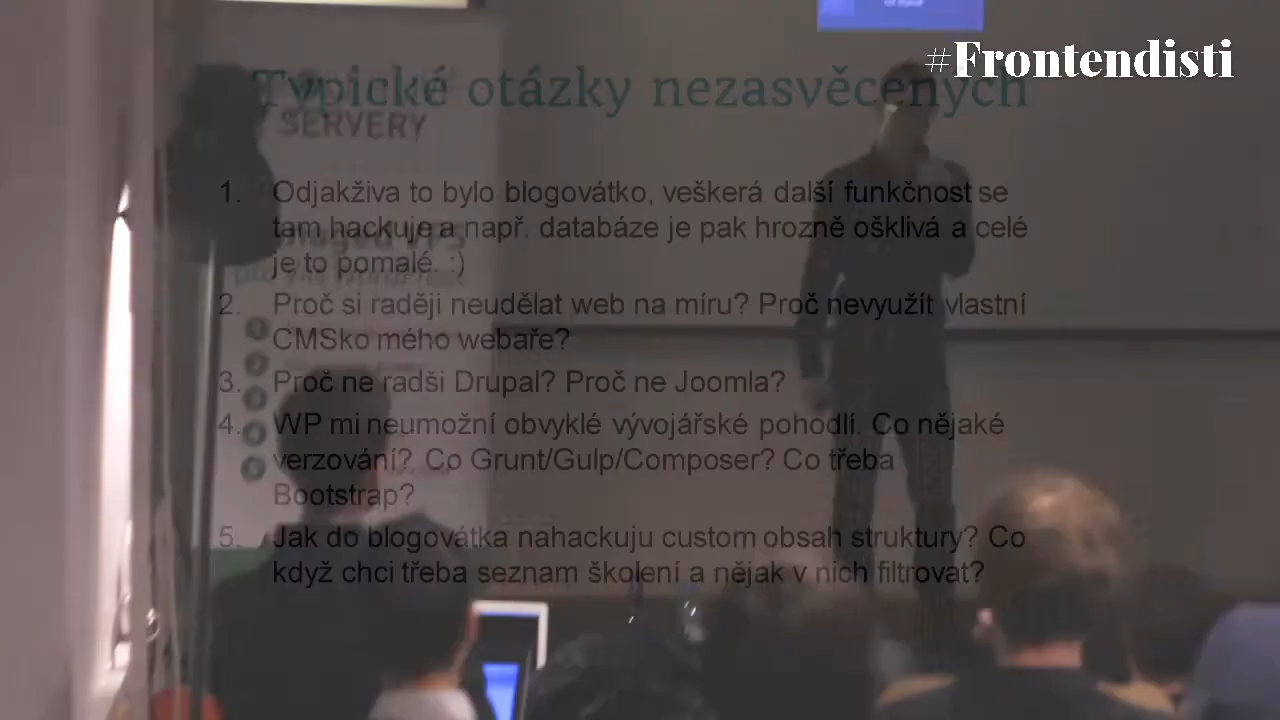 #Frontendisti
Typické otázky nezasvěcených
SERVERY
1. Odjakživa to bylo blogovátko, veškerá další funkčnost se
tam hackuje a např. databáze je pak hrozně ošklivá a celé
je to pomalé. :)
2. Proč si raději neudělat web na míru? Proč nevyužít vlastní
CMSko mého webaře?
3. Proč ne radši Drupal? Proč ne Joomla?
4. WP mi neumožní obvyklé vývojářské pohodlí. Co nějaké
verzování? Co Grunt/Gulp/Composer? Co třeba
Bootstrap?
5. Jak do blogovátka nahackuju custom obsah struktury? Co
když chci třeba seznam školení a nějak v nich filtrovat?